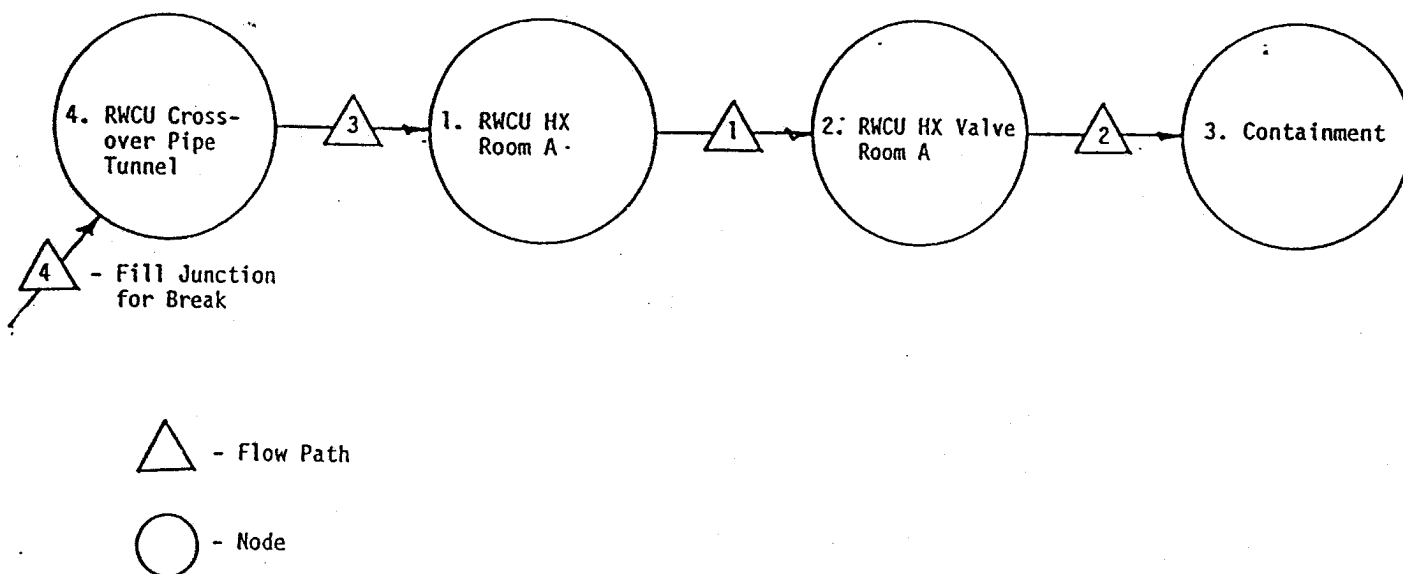 4. RWCU Cross-
over Pipe
Tunnel
3
1. RWCU HX
Room A
1
2. RWCU HX Valve
Room A
2
3. Containment
4
- Fill Junction
for Break
- Flow Path
- Node